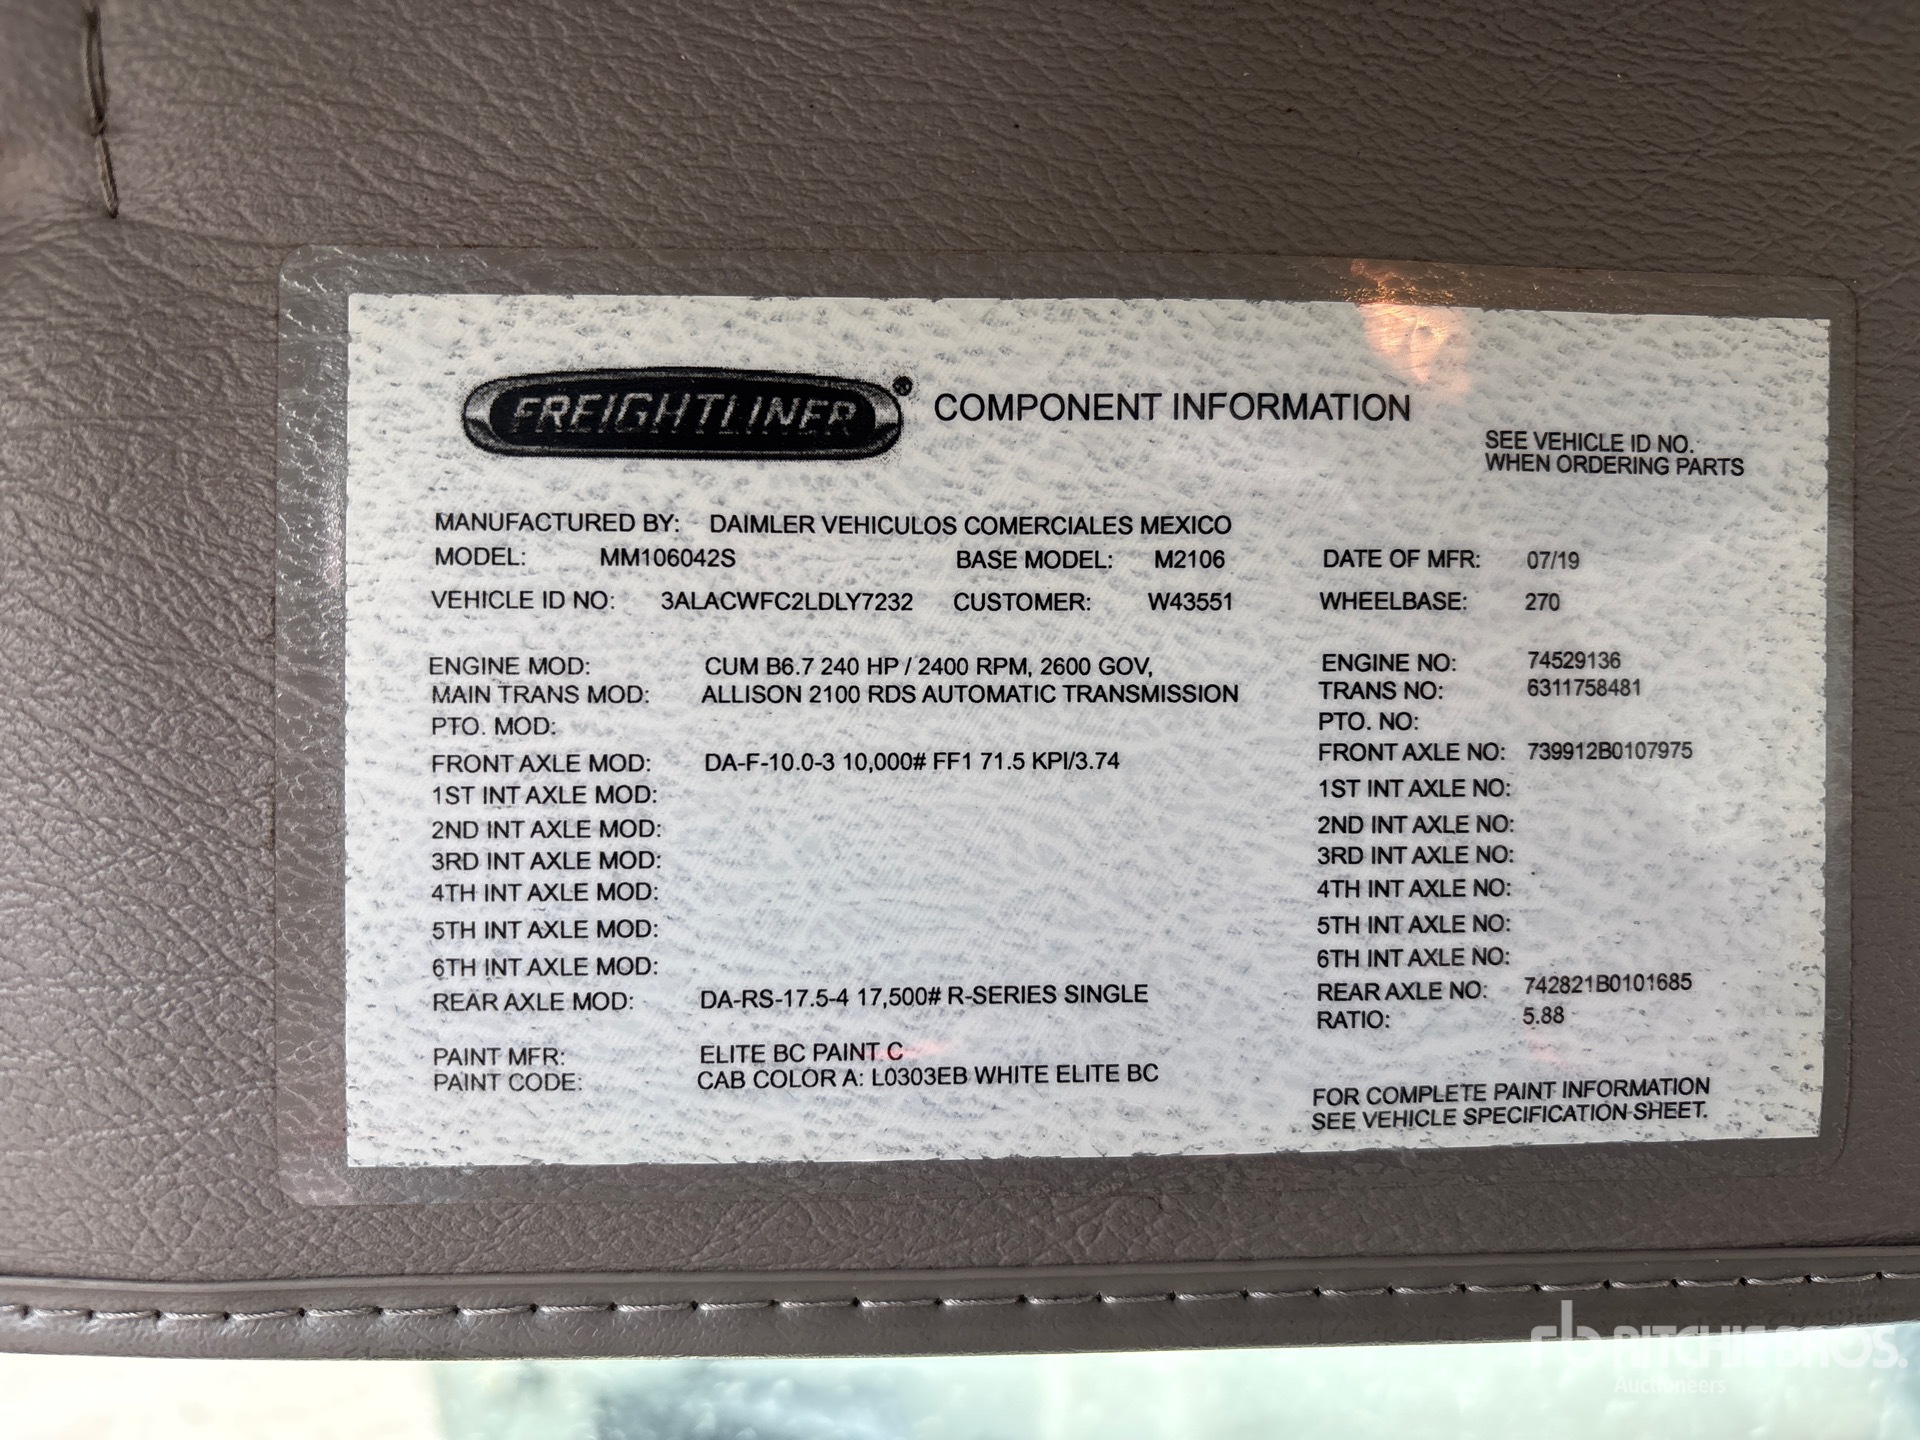 FREIGHTLINER® COMPONENT INFORMATION
SEE VEHICLE ID NO.
WHEN ORDERING PARTS
MANUFACTURED BY: DAIMLER VEHICULOS COMERCIALES MEXICO
MODEL: MM106042S BASE MODEL: M2106 DATE OF MFR: 07/19
VEHICLE ID NO: 3ALACWFC2LDLY7232 CUSTOMER: W43551 WHEELBASE: 270
ENGINE MOD: CUM B6.7 240 HP / 2400 RPM, 2600 GOV, ENGINE NO: 74529136
MAIN TRANS MOD: ALLISON 2100 RDS AUTOMATIC TRANSMISSION TRANS NO: 6311758481
PTO. MOD: PTO. NO:
FRONT AXLE MOD: DA-F-10.0-3 10,000# FF1 71.5 KPI/3.74 FRONT AXLE NO: 739912B0107975
1ST INT AXLE MOD: 1ST INT AXLE NO:
2ND INT AXLE MOD: 2ND INT AXLE NO:
3RD INT AXLE MOD: 3RD INT AXLE NO:
4TH INT AXLE MOD: 4TH INT AXLE NO:
5TH INT AXLE MOD: 5TH INT AXLE NO:
6TH INT AXLE MOD: 6TH INT AXLE NO:
REAR AXLE MOD: DA-RS-17.5-4 17,500# R-SERIES SINGLE REAR AXLE NO: 742821B0101685
RATIO: 5.88
PAINT MFR: ELITE BC PAINT C
PAINT CODE: CAB COLOR A: L0303EB WHITE ELITE BC
FOR COMPLETE PAINT INFORMATION
SEE VEHICLE SPECIFICATION SHEET.
rb RITCHIE BROS.
Auctioneers